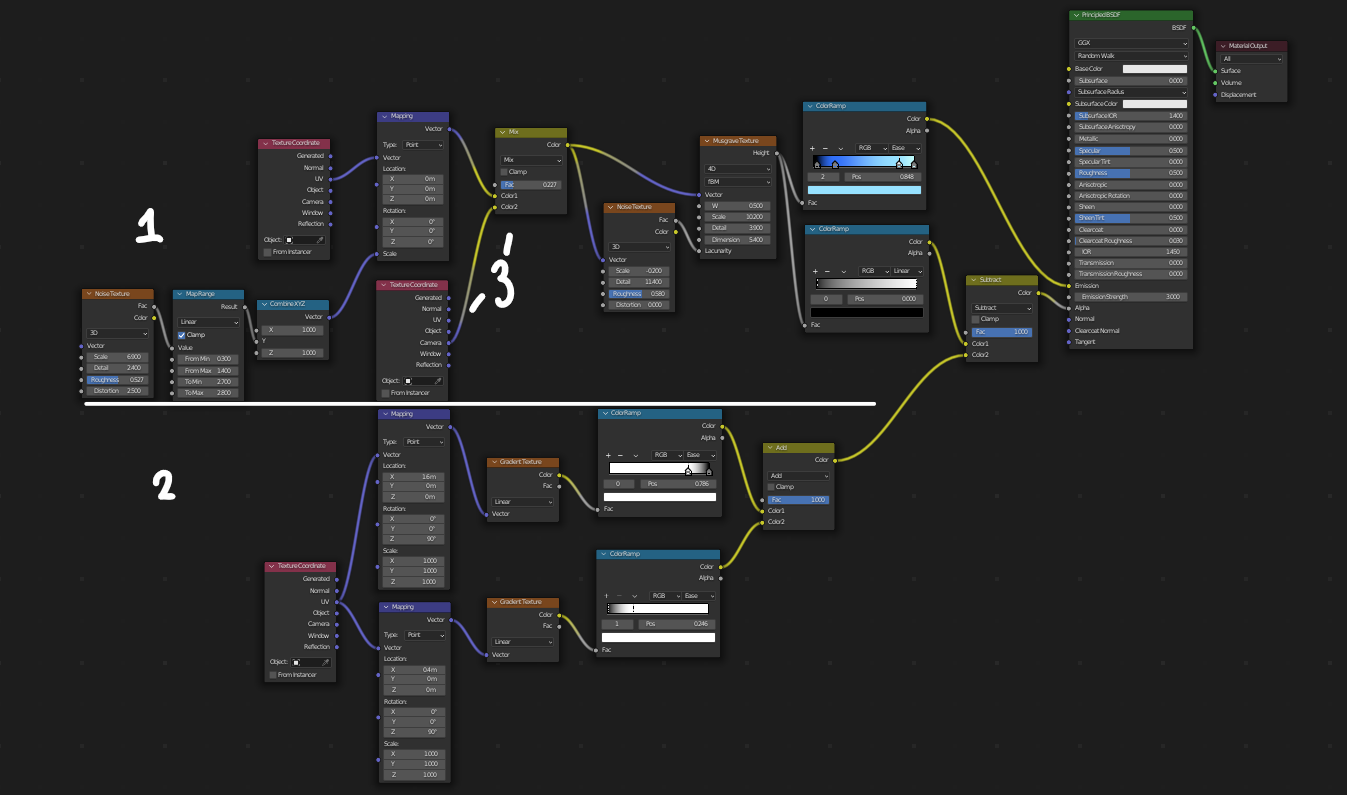 Principled BSDF
BSDF
GGX
Random Walk
Base Color
Subsurface 0.000
Subsurface Radius
Subsurface Color
Subsurface IOR 1.400
Subsurface Anisotropy 0.000
Metallic 0.000
Specular 0.500
Specular Tint 0.000
Roughness 0.500
Anisotropic 0.000
Anisotropic Rotation 0.000
Sheen 0.000
Sheen Tint 0.500
Clearcoat 0.000
Clearcoat Roughness 0.030
IOR 1.450
Transmission 0.000
Transmission Roughness 0.000
Emission
Emission Strength 3.000
Alpha
Normal
Clearcoat Normal
Tangent
Material Output
All
Surface
Volume
Displacement
1
Texture Coordinate
Generated
Normal
UV
Object
Camera
Window
Reflection
Object:
From Instancer
Mapping
Vector
Type: Point
Vector
Location:
X 0 m
Y 0 m
Z 0 m
Rotation:
X 0°
Y 0°
Z 0°
Scale
Mix
Color
Mix
Clamp
Fac 0.227
Color1
Color2
Noise Texture
Fac
Color
3D
Vector
Scale -0.200
Detail 11.400
Roughness 0.580
Distortion 0.000
Musgrave Texture
Height
4D
fBM
Vector
W 0.500
Scale 10.200
Detail 3.900
Dimension 5.400
Lacunarity
ColorRamp
Color
Alpha
RGB Ease
2 Pos 0.848
Fac
ColorRamp
Color
Alpha
RGB Linear
0 Pos 0.000
Fac
Subtract
Color
Subtract
Clamp
Fac 1.000
Color1
Color2
Noise Texture
Fac
Color
3D
Vector
Scale 6.900
Detail 2.400
Roughness 0.527
Distortion 2.500
Map Range
Result
Linear
Clamp
Value
From Min 0.300
From Max 1.400
To Min 2.700
To Max 2.800
Combine XYZ
Vector
X 1.000
Y
Z 1.000
Texture Coordinate
Generated
Normal
UV
Object
Camera
Window
Reflection
Object:
From Instancer
3
2
Texture Coordinate
Generated
Normal
UV
Object
Camera
Window
Reflection
Object:
From Instancer
Mapping
Vector
Type: Point
Vector
Location:
X 1.6 m
Y 0 m
Z 0 m
Rotation:
X 0°
Y 0°
Z 90°
Scale:
X 1.000
Y 1.000
Z 1.000
Gradient Texture
Color
Fac
Linear
Vector
ColorRamp
Color
Alpha
RGB Ease
0 Pos 0.786
Fac
Add
Color
Add
Clamp
Fac 1.000
Color1
Color2
Mapping
Vector
Type: Point
Vector
Location:
X 0.4 m
Y 0 m
Z 0 m
Rotation:
X 0°
Y 0°
Z 90°
Scale:
X 1.000
Y 1.000
Z 1.000
Gradient Texture
Color
Fac
Linear
Vector
ColorRamp
Color
Alpha
RGB Ease
1 Pos 0.246
Fac